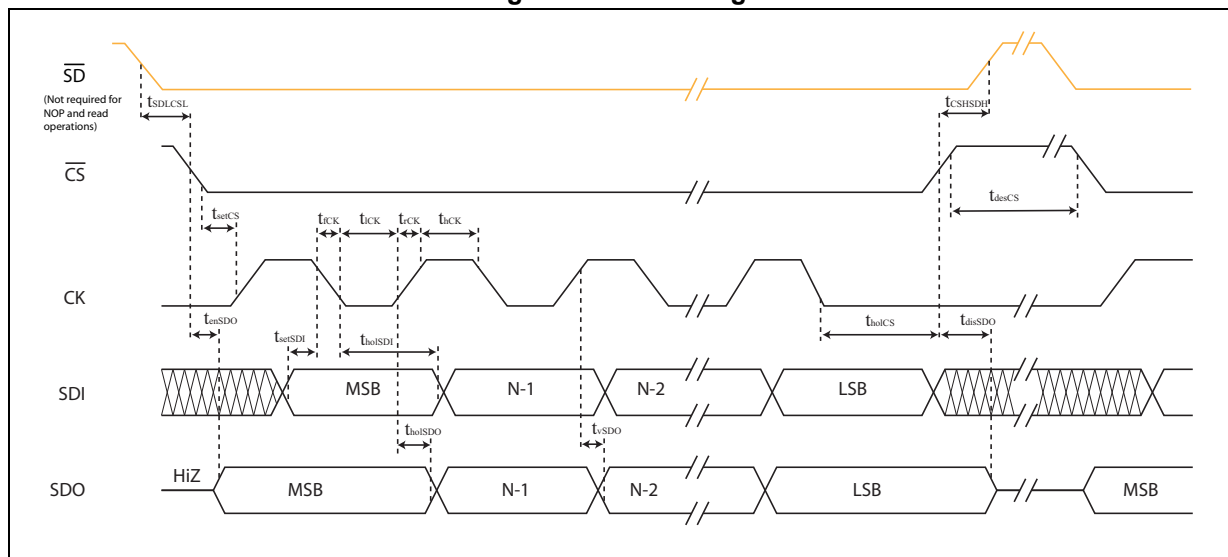 SD
(Not required for
NOP and read
operations)
tSDLCSL
tCSHSDH
CS
tsetCS
tfCK
tlCK
trCK
thCK
tdesCS
CK
tenSDO
tsetSDI
tholSDI
tholCS
tdisSDO
SDI
MSB
N-1
N-2
LSB
tholSDO
tvSDO
SDO
HiZ
MSB
N-1
N-2
LSB
MSB